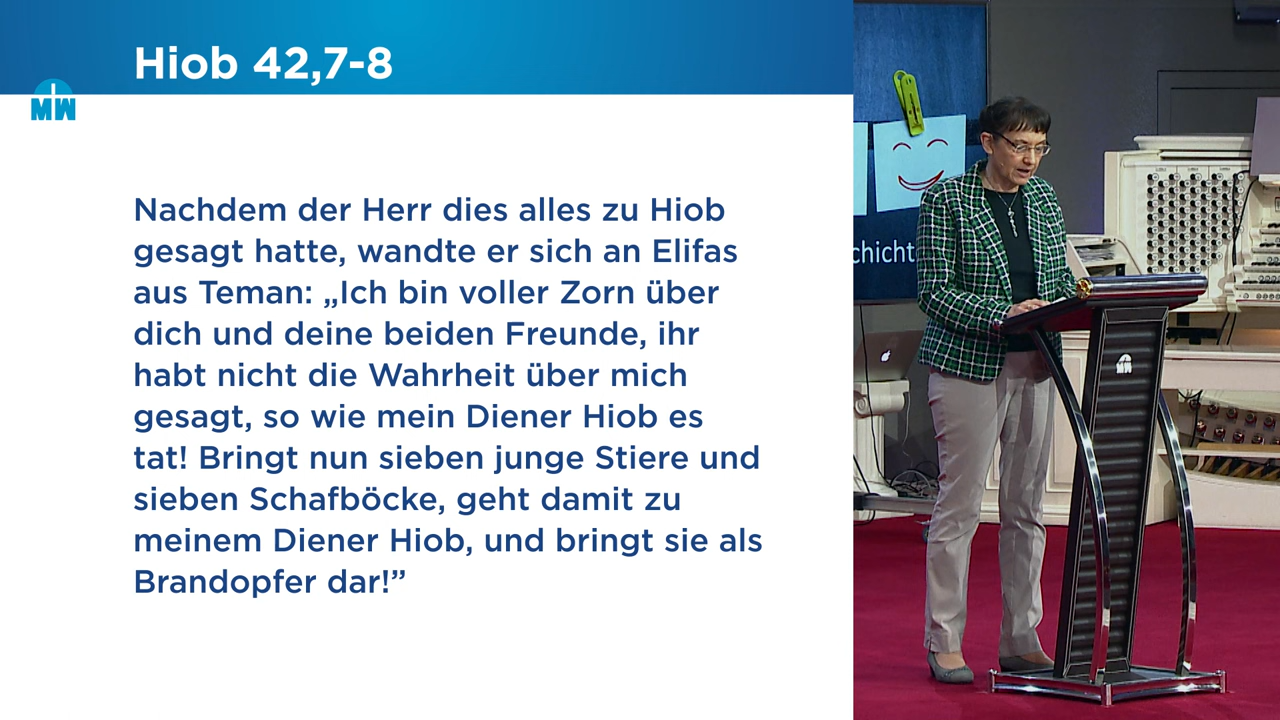 Hiob 42,7-8
MW
Nachdem der Herr dies alles zu Hiob
gesagt hatte, wandte er sich an Elifas
aus Teman: „Ich bin voller Zorn über
dich und deine beiden Freunde, ihr
habt nicht die Wahrheit über mich
gesagt, so wie mein Diener Hiob es
tat! Bringt nun sieben junge Stiere und
sieben Schafböcke, geht damit zu
meinem Diener Hiob, und bringt sie als
Brandopfer dar!”
chicht